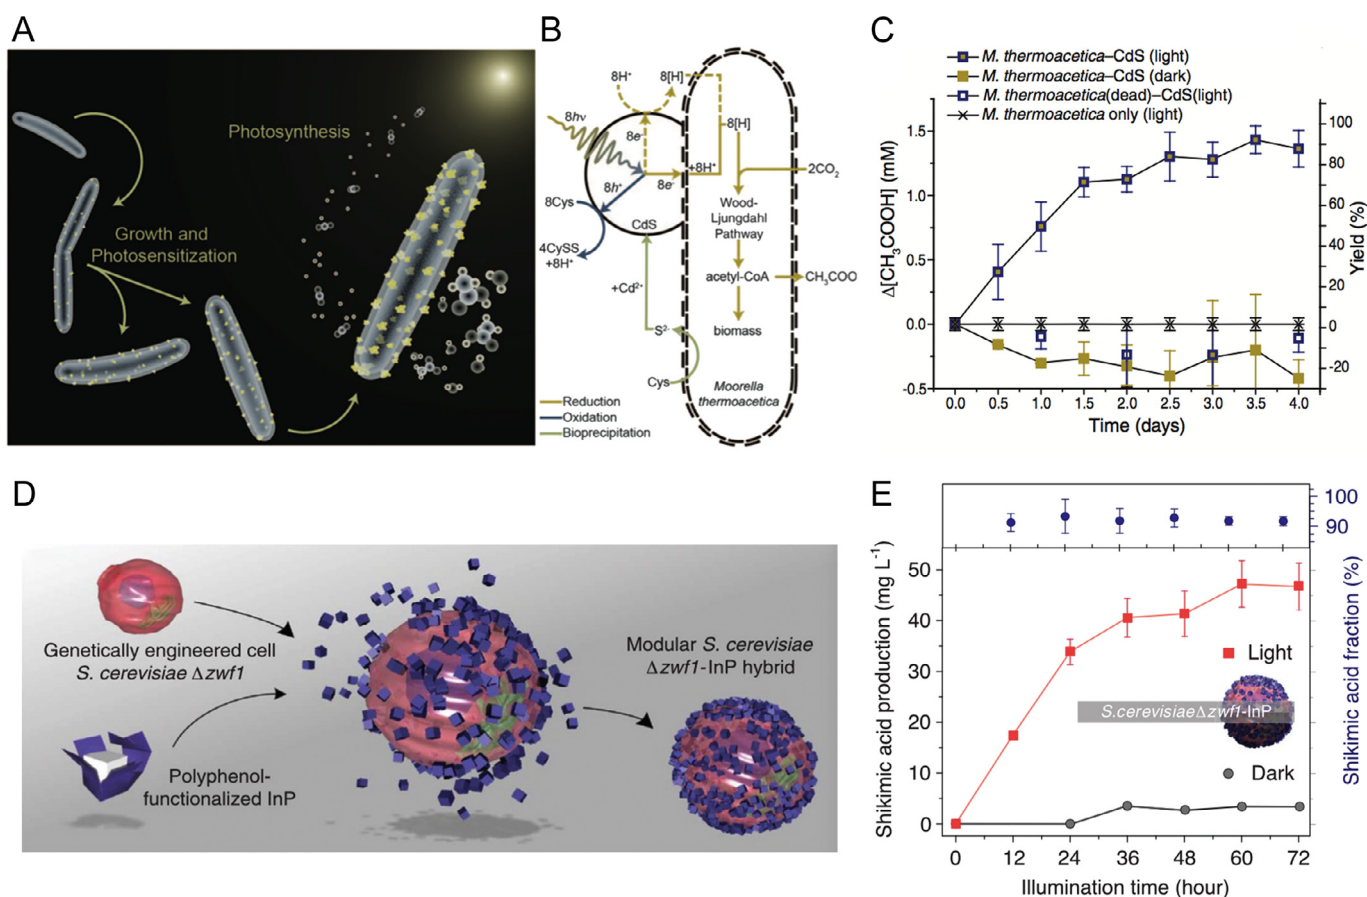 A
Photosynthesis
Growth and
Photosensitization
B
8H⁺
8[H]
8hν
8e⁻
8[H]
+8H⁺
2CO₂
8h⁺
8e⁻
8Cys
Wood-
Ljungdahl
Pathway
CdS
4CySS
+8H⁺
acetyl-CoA
CH₃COO
+Cd²⁺
S²⁻
biomass
Cys
Moorella
thermoacetica
Reduction
Oxidation
Bioprecipitation
C
M. thermoacetica–CdS (light)
M. thermoacetica–CdS (dark)
M. thermoacetica(dead)–CdS(light)
M. thermoacetica only (light)
Δ[CH₃COOH] (mM)
1.5
1.0
0.5
0.0
-0.5
100
80
60
40
20
0
-20
Yield (%)
0.0 0.5 1.0 1.5 2.0 2.5 3.0 3.5 4.0
Time (days)
D
Genetically engineered cell
S. cerevisiae Δzwf1
Polyphenol-
functionalized InP
Modular S. cerevisiae
Δzwf1-InP hybrid
E
100
90
Shikimic acid fraction (%)
Shikimic acid production (mg L⁻¹)
50
40
30
20
10
0
Light
S.cerevisiaeΔzwf1-InP
Dark
0 12 24 36 48 60 72
Illumination time (hour)